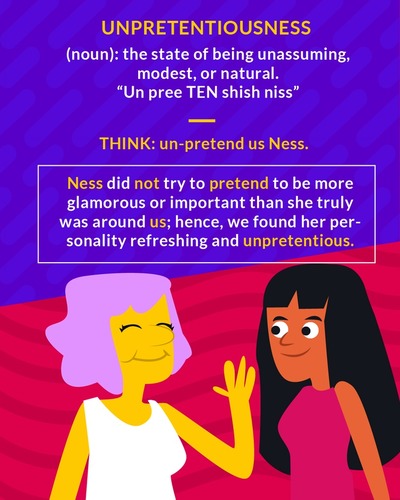 UNPRETENTIOUSNESS
(noun): the state of being unassuming,
modest, or natural.
“Un pree TEN shish niss”
THINK: un-pretend us Ness.
Ness did not try to pretend to be more
glamorous or important than she truly
was around us; hence, we found her per-
sonality refreshing and unpretentious.